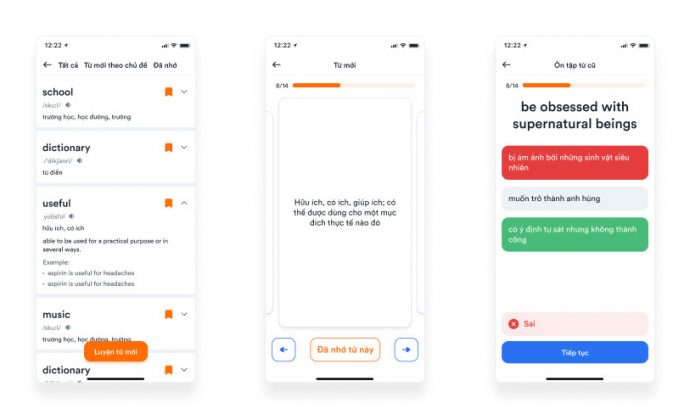 12:22
Tất cả Từ mới theo chủ đề Đã nhớ
school
/sku:l/
trường học, học đường, trường
dictionary
/'dikʃənri/
từ điển
useful
yo͞osfəl
hữu ích, có ích
able to be used for a practical purpose or in
several ways.
Example:
• aspirin is useful for headaches
• aspirin is useful for headaches
music
/sku:l/
trường học, học đường, trường
Luyện từ mới
dictionary
12:22
Từ mới
8/14
Hữu ích, có ích, giúp ích; có
thể được dùng cho một mục
đích thực tế nào đó
Đã nhớ từ này
12:22
Ôn tập từ cũ
8/14
be obsessed with
supernatural beings
bị ám ảnh bởi những sinh vật siêu
nhiên
muốn trở thành anh hùng
có ý định tự sát nhưng không thành
công
Sai
Tiếp tục